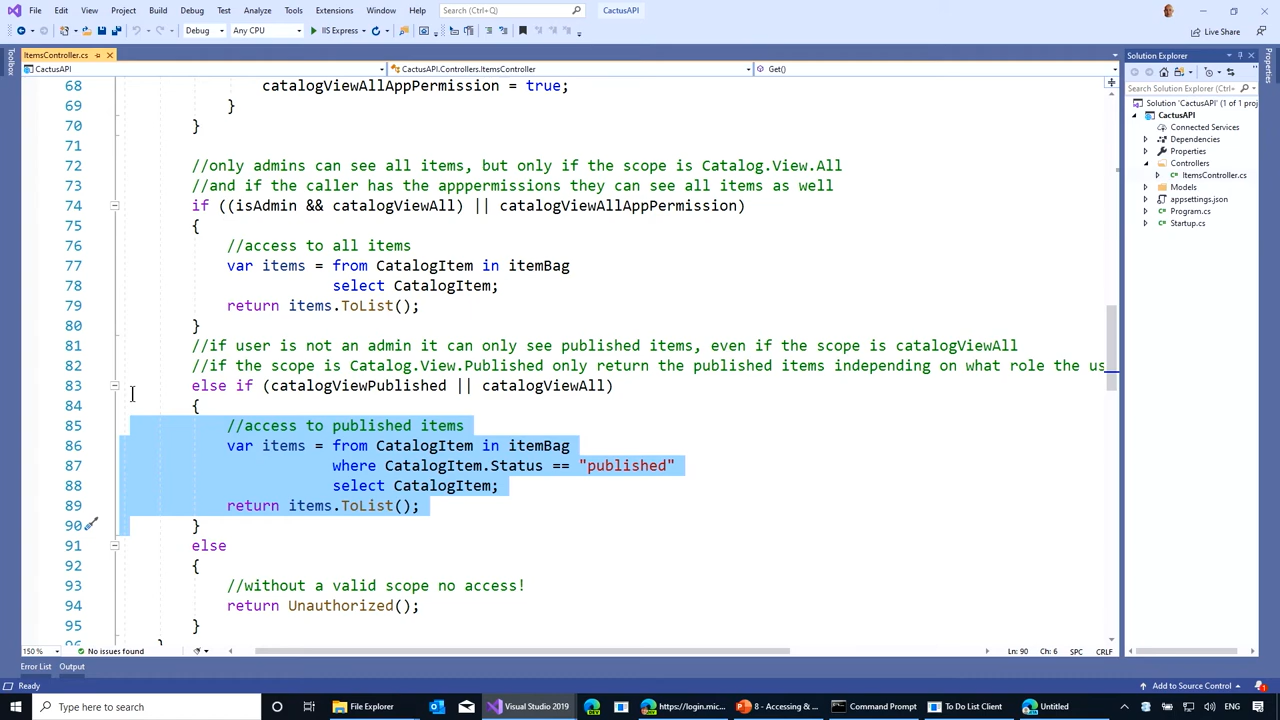 File Edit View Project Build Debug Test Analyze Tools Extensions Window Help Search (Ctrl+Q) CactusAPI
Debug Any CPU IIS Express Live Share
ItemsController.cs
CactusAPI CactusAPI.Controllers.ItemsController Get()
68 catalogViewAllAppPermission = true;
69 }
70 }
71
72 //only admins can see all items, but only if the scope is Catalog.View.All
73 //and if the caller has the apppermissions they can see all items as well
74 if ((isAdmin && catalogViewAll) || catalogViewAllAppPermission)
75 {
76 //access to all items
77 var items = from CatalogItem in itemBag
78 select CatalogItem;
79 return items.ToList();
80 }
81 //if user is not an admin it can only see published items, even if the scope is catalogViewAll
82 //if the scope is Catalog.View.Published only return the published items independing on what role the us
83 else if (catalogViewPublished || catalogViewAll)
84 {
85 //access to published items
86 var items = from CatalogItem in itemBag
87 where CatalogItem.Status == "published"
88 select CatalogItem;
89 return items.ToList();
90 }
91 else
92 {
93 //without a valid scope no access!
94 return Unauthorized();
95 }
96 }
150 % No issues found Ln: 90 Ch: 6 SPC CRLF
Error List Output
Toolbox
Solution Explorer
Search Solution Explorer (Ctrl+
Solution 'CactusAPI' (1 of 1 proj
CactusAPI
Connected Services
Dependencies
Properties
Controllers
ItemsController.cs
Models
appsettings.json
Program.cs
Startup.cs
Properties
Ready Add to Source Control 1
Type here to search File Explorer Visual Studio 2019 DEV https://login.mic... 8 - Accessing & ... Command Prompt To Do List Client Untitled ENG